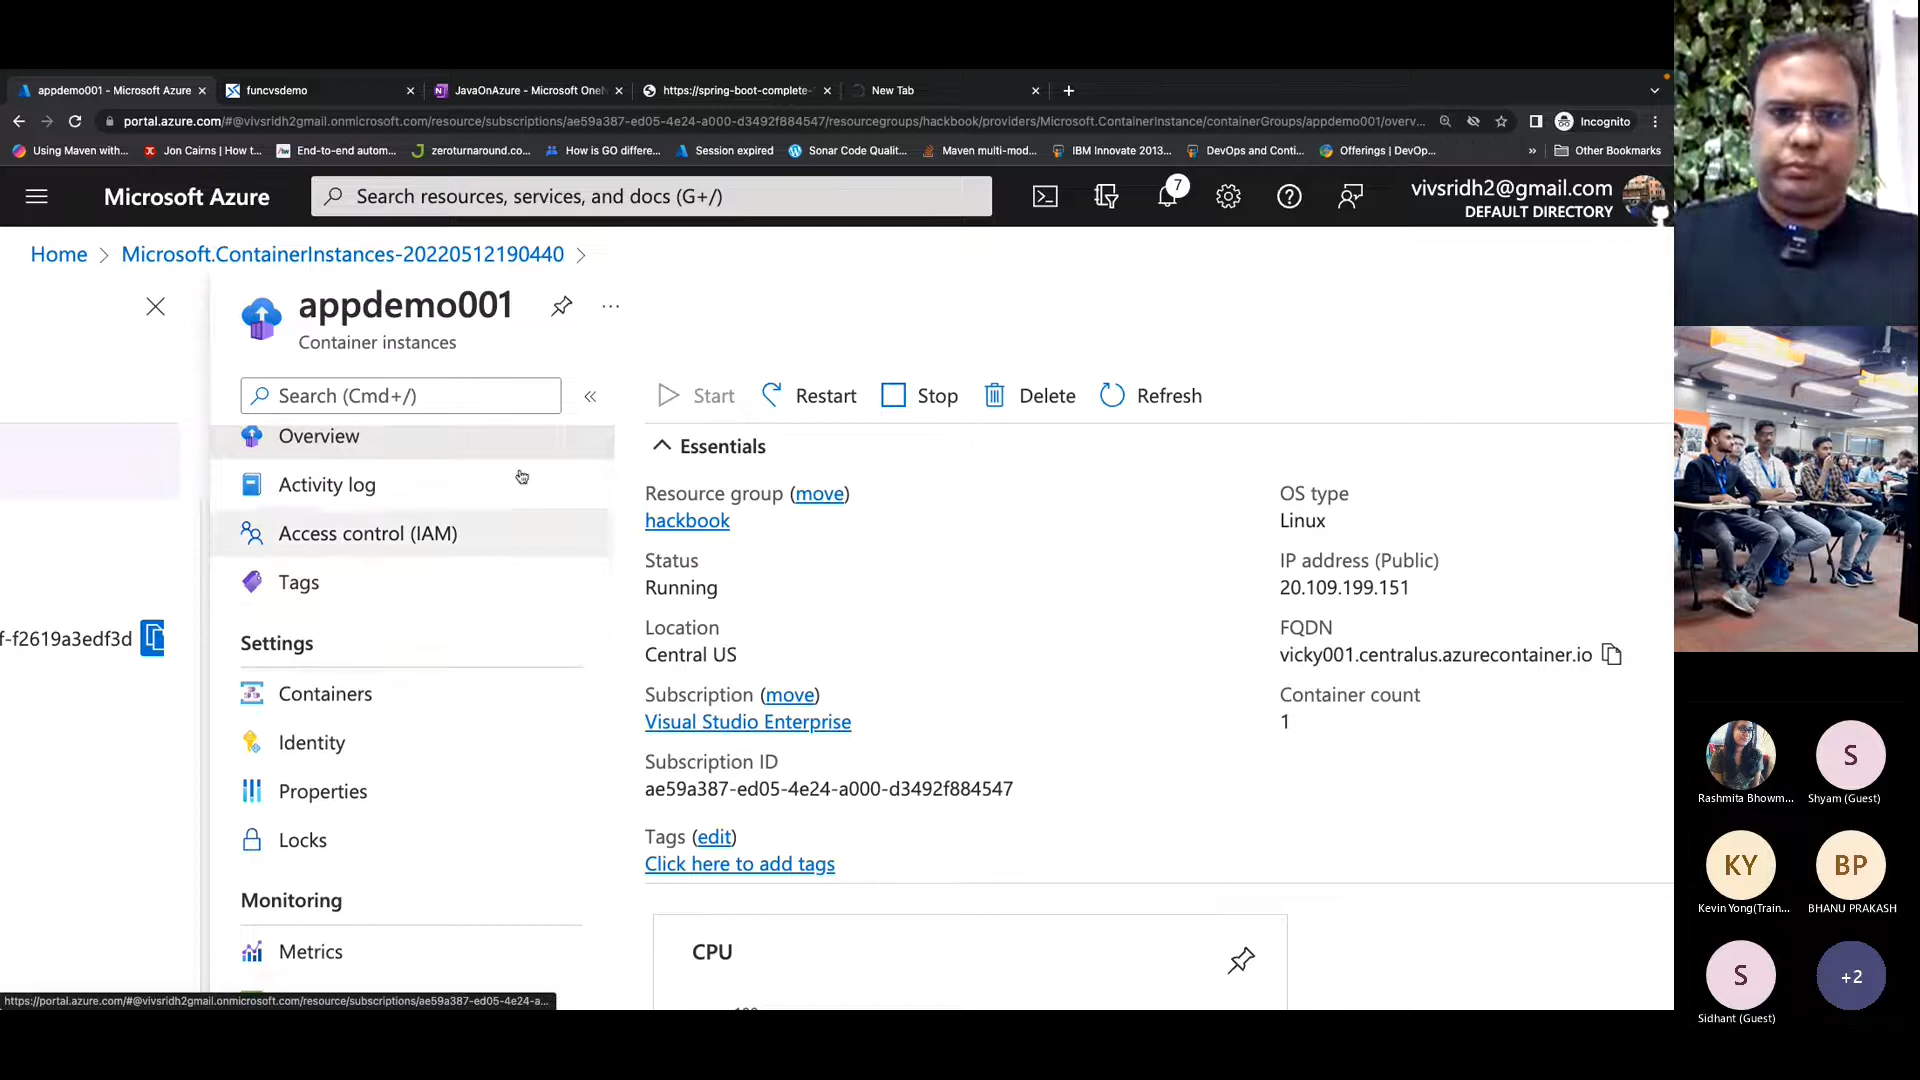 appdemo001 - Microsoft Azure
funcvsdemo
JavaOnAzure - Microsoft OneN
https://spring-boot-complete-
New Tab
portal.azure.com/#@vivsridh2gmail.onmicrosoft.com/resource/subscriptions/ae59a387-ed05-4e24-a000-d3492f884547/resourcegroups/hackbook/providers/Microsoft.ContainerInstance/containerGroups/appdemo001/overv...
Incognito
Using Maven with...
Jon Cairns | How t...
End-to-end autom...
zeroturnaround.co...
How is GO differe...
Session expired
Sonar Code Qualit...
Maven multi-mod...
IBM Innovate 2013...
DevOps and Conti...
Offerings | DevOp...
»
Other Bookmarks
Microsoft Azure
Search resources, services, and docs (G+/)
7
vivsridh2@gmail.com
DEFAULT DIRECTORY
Home > Microsoft.ContainerInstances-20220512190440 >
appdemo001
...
Container instances
Search (Cmd+/)
«
Start
Restart
Stop
Delete
Refresh
Overview
Activity log
Access control (IAM)
Tags
Settings
Containers
Identity
Properties
Locks
Monitoring
Metrics
f-f2619a3edf3d
Essentials
Resource group (move)
hackbook
Status
Running
Location
Central US
Subscription (move)
Visual Studio Enterprise
Subscription ID
ae59a387-ed05-4e24-a000-d3492f884547
Tags (edit)
Click here to add tags
OS type
Linux
IP address (Public)
20.109.199.151
FQDN
vicky001.centralus.azurecontainer.io
Container count
1
CPU
100
https://portal.azure.com/#@vivsridh2gmail.onmicrosoft.com/resource/subscriptions/ae59a387-ed05-4e24-a...
Rashmita Bhowm...
S
Shyam (Guest)
KY
Kevin Yong(Train...
BP
BHANU PRAKASH
S
Sidhant (Guest)
+2